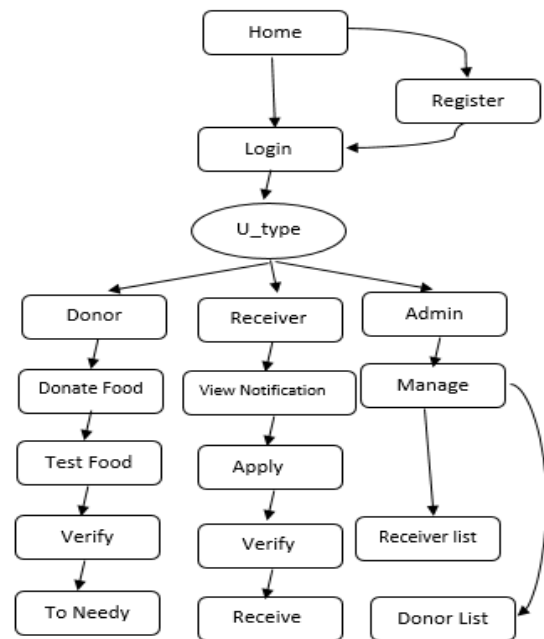 Home
Register
Login
U_type
Donor
Receiver
Admin
Donate Food
View Notification
Manage
Test Food
Apply
Verify
Verify
Receiver list
To Needy
Receive
Donor List